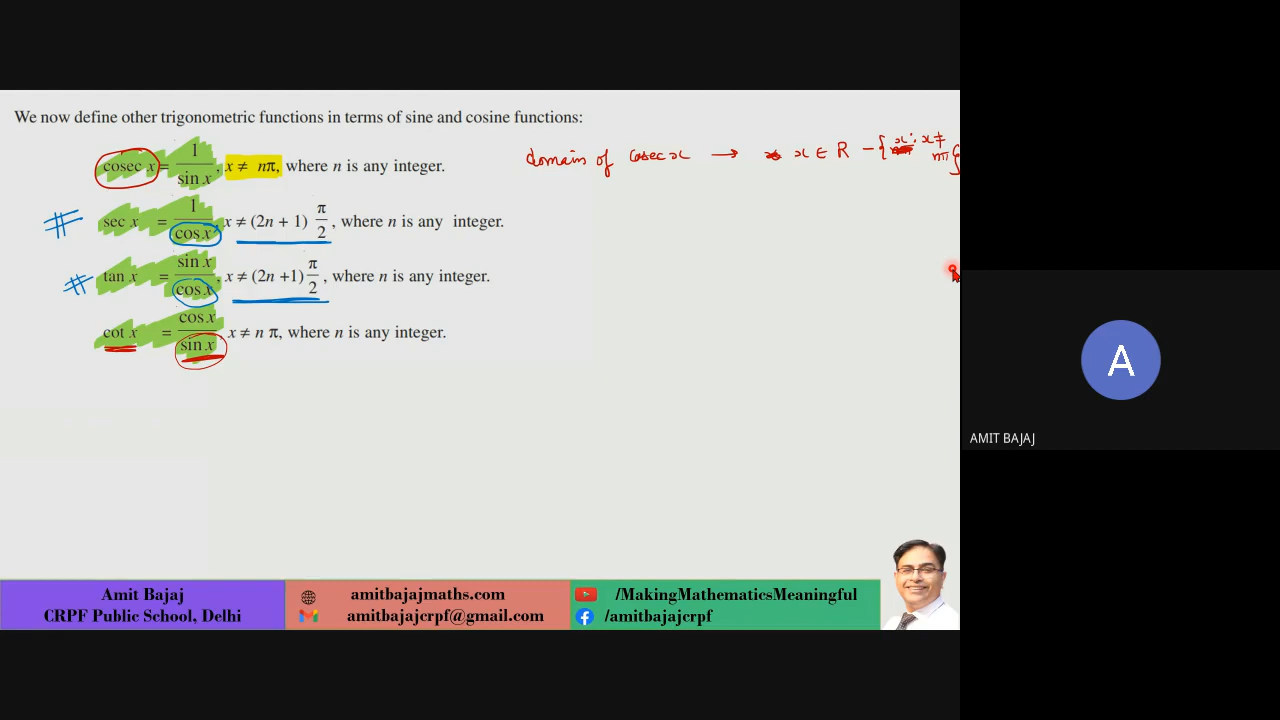 We now define other trigonometric functions in terms of sine and cosine functions:
cosec x = 1/sin x, x ≠ nπ, where n is any integer.
domain of cosec x → x ∈ R − {x : x ≠ nπ}
sec x = 1/cos x, x ≠ (2n + 1) π/2, where n is any integer.
tan x = sin x/cos x, x ≠ (2n +1) π/2, where n is any integer.
cot x = cos x/sin x x ≠ n π, where n is any integer.
A
AMIT BAJAJ
Amit Bajaj
CRPF Public School, Delhi
amitbajajmaths.com
amitbajajcrpf@gmail.com
/MakingMathematicsMeaningful
/amitbajajcrpf